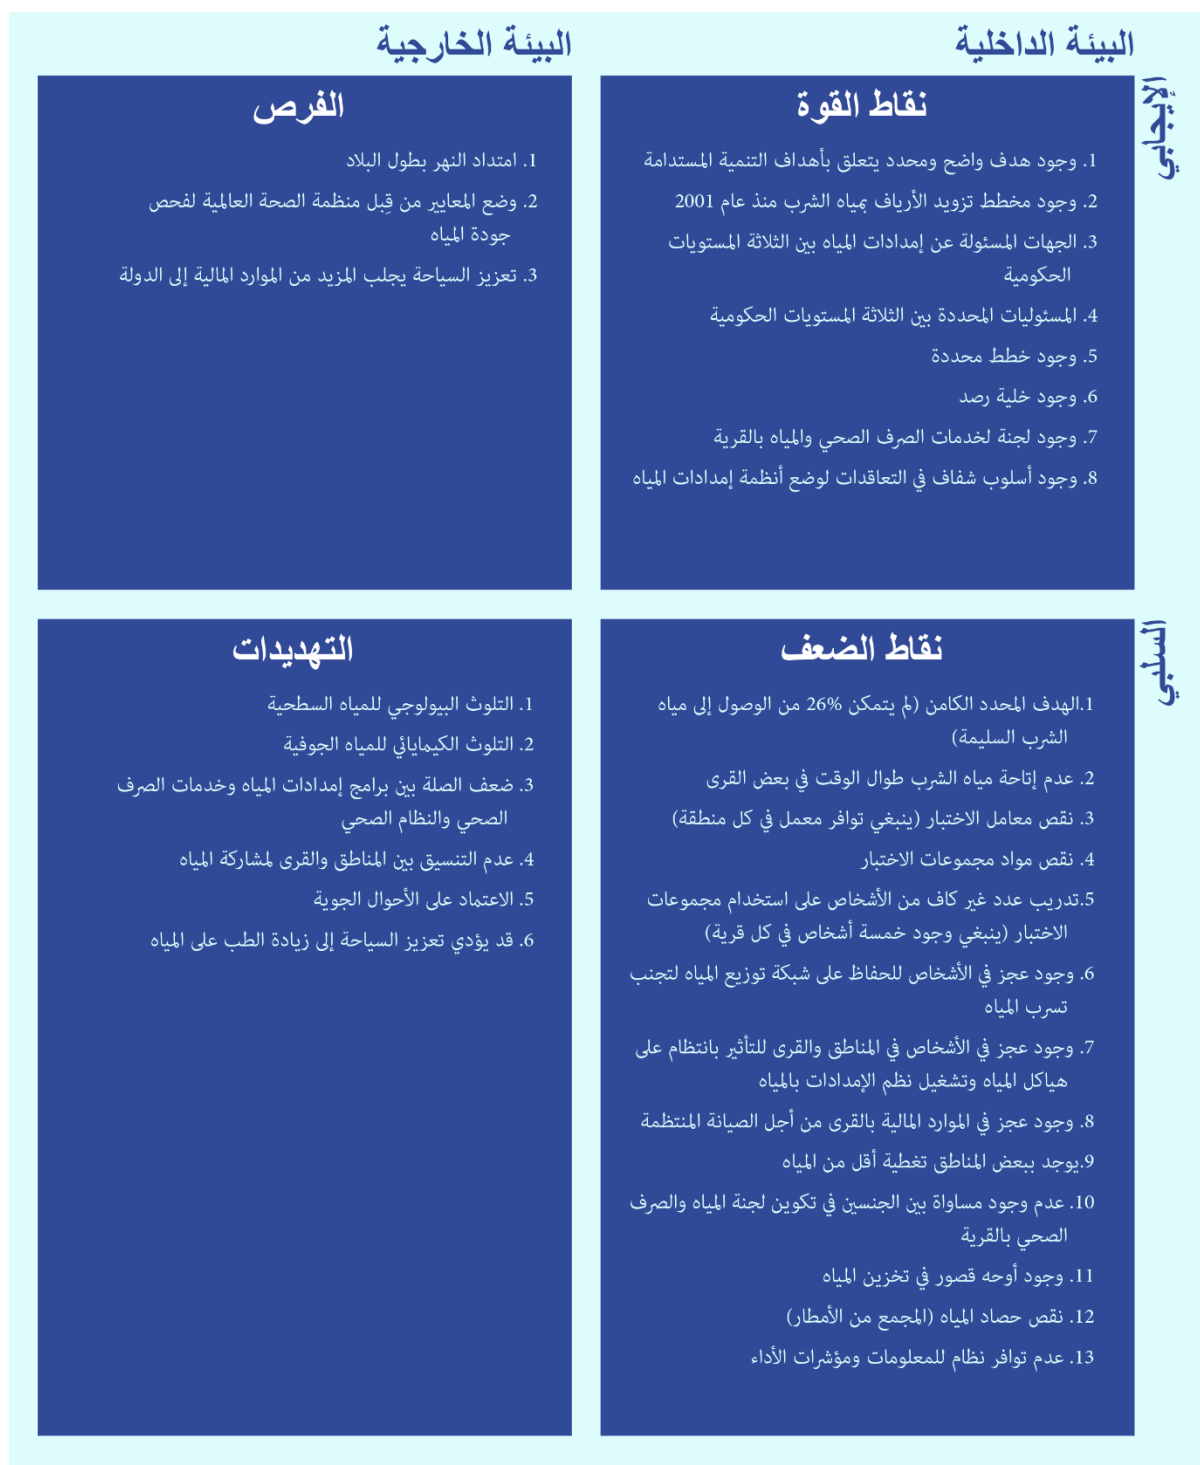 البيئة الداخلية
البيئة الخارجية
الإيجابي
نقاط القوة
1. وجود هدف واضح ومحدد يتعلق بأهداف التنمية المستدامة
2. وجود مخطط تزويد الأرياف بمياه الشرب منذ عام 2001
3. الجهات المسئولة عن إمدادات المياه بين الثلاثة المستويات
الحكومية
4. المسئوليات المحددة بين الثلاثة المستويات الحكومية
5. وجود خطط محددة
6. وجود خلية رصد
7. وجود لجنة لخدمات الصرف الصحي والمياه بالقرية
8. وجود أسلوب شفاف في التعاقدات لوضع أنظمة إمدادات المياه
الفرص
1. امتداد النهر بطول البلاد
2. وضع المعايير من قِبل منظمة الصحة العالمية لفحص
جودة المياه
3. تعزيز السياحة يجلب المزيد من الموارد المالية إلى الدولة
السلبي
نقاط الضعف
1.الهدف المحدد الكامن (لم يتمكن 26% من الوصول إلى مياه
الشرب السليمة)
2. عدم إتاحة مياه الشرب طوال الوقت في بعض القرى
3. نقص معامل الاختبار (ينبغي توافر معمل في كل منطقة)
4. نقص مواد مجموعات الاختبار
5.تدريب عدد غير كاف من الأشخاص على استخدام مجموعات
الاختبار (ينبغي وجود خمسة أشخاص في كل قرية)
6. وجود عجز في الأشخاص للحفاظ على شبكة توزيع المياه لتجنب
تسرب المياه
7. وجود عجز في الأشخاص في المناطق والقرى للتأثير بانتظام على
هياكل المياه وتشغيل نظم الإمدادات بالمياه
8. وجود عجز في الموارد المالية بالقرى من أجل الصيانة المنتظمة
9.يوجد ببعض المناطق تغطية أقل من المياه
10. عدم وجود مساواة بين الجنسين في تكوين لجنة المياه والصرف
الصحي بالقرية
11. وجود أوحه قصور في تخزين المياه
12. نقص حصاد المياه (المجمع من الأمطار)
13. عدم توافر نظام للمعلومات ومؤشرات الأداء
التهديدات
1. التلوث البيولوجي للمياه السطحية
2. التلوث الكيمايائي للمياه الجوفية
3. ضعف الصلة بين برامج إمدادات المياه وخدمات الصرف
الصحي والنظام الصحي
4. عدم التنسيق بين المناطق والقرى لمشاركة المياه
5. الاعتماد على الأحوال الجوية
6. قد يؤدي تعزيز السياحة إلى زيادة الطب على المياه